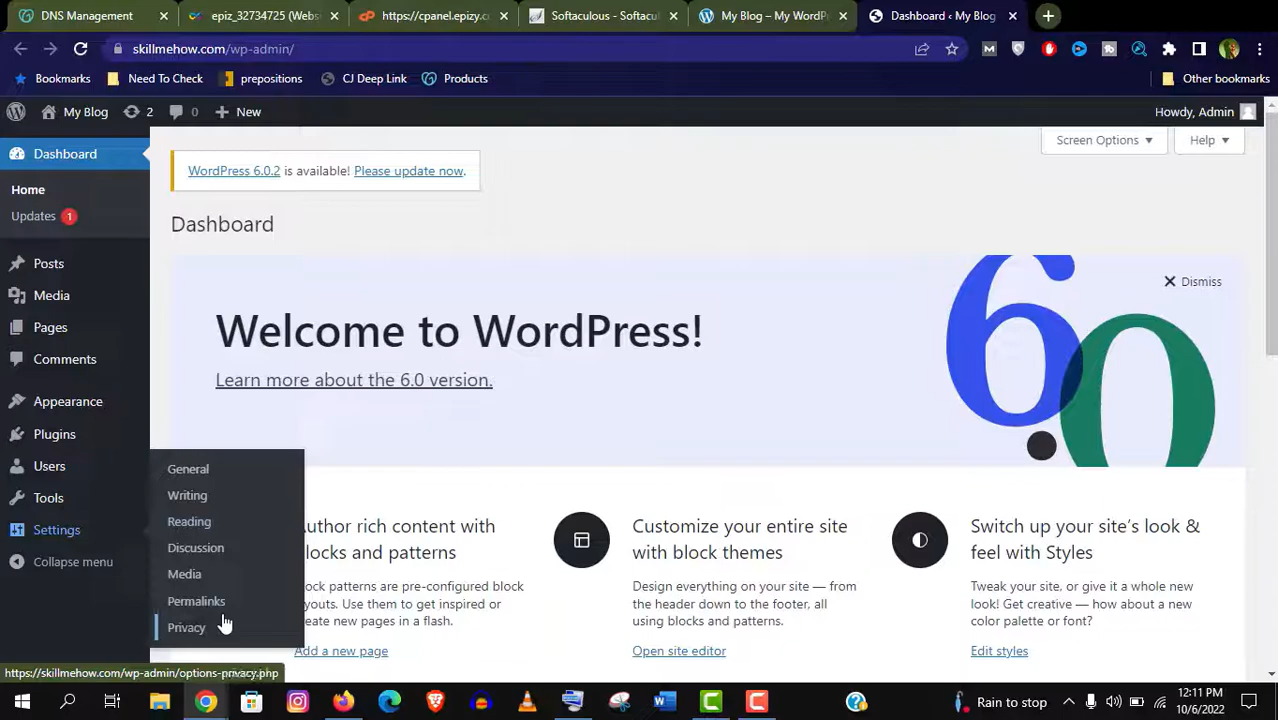 DNS Management
epiz_32734725 (Webs
https://cpanel.epizy.c
Softaculous - Softacu
My Blog – My WordP
Dashboard ‹ My Blog
skillmehow.com/wp-admin/
Bookmarks
Need To Check
prepositions
CJ Deep Link
Products
Other bookmarks
My Blog
2
0
New
Howdy, Admin
Dashboard
Home
Updates 1
Posts
Media
Pages
Comments
Appearance
Plugins
Users
Tools
Settings
Collapse menu
General
Writing
Reading
Discussion
Media
Permalinks
Privacy
Screen Options
Help
WordPress 6.0.2 is available! Please update now.
Dashboard
Dismiss
Welcome to WordPress!
Learn more about the 6.0 version.
6.0
uthor rich content with
locks and patterns
ock patterns are pre-configured block
youts. Use them to get inspired or
reate new pages in a flash.
Add a new page
Customize your entire site
with block themes
Design everything on your site — from
the header down to the footer, all
using blocks and patterns.
Open site editor
Switch up your site's look &
feel with Styles
Tweak your site, or give it a whole new
look! Get creative — how about a new
color palette or font?
Edit styles
https://skillmehow.com/wp-admin/options-privacy.php
Rain to stop
12:11 PM
10/6/2022